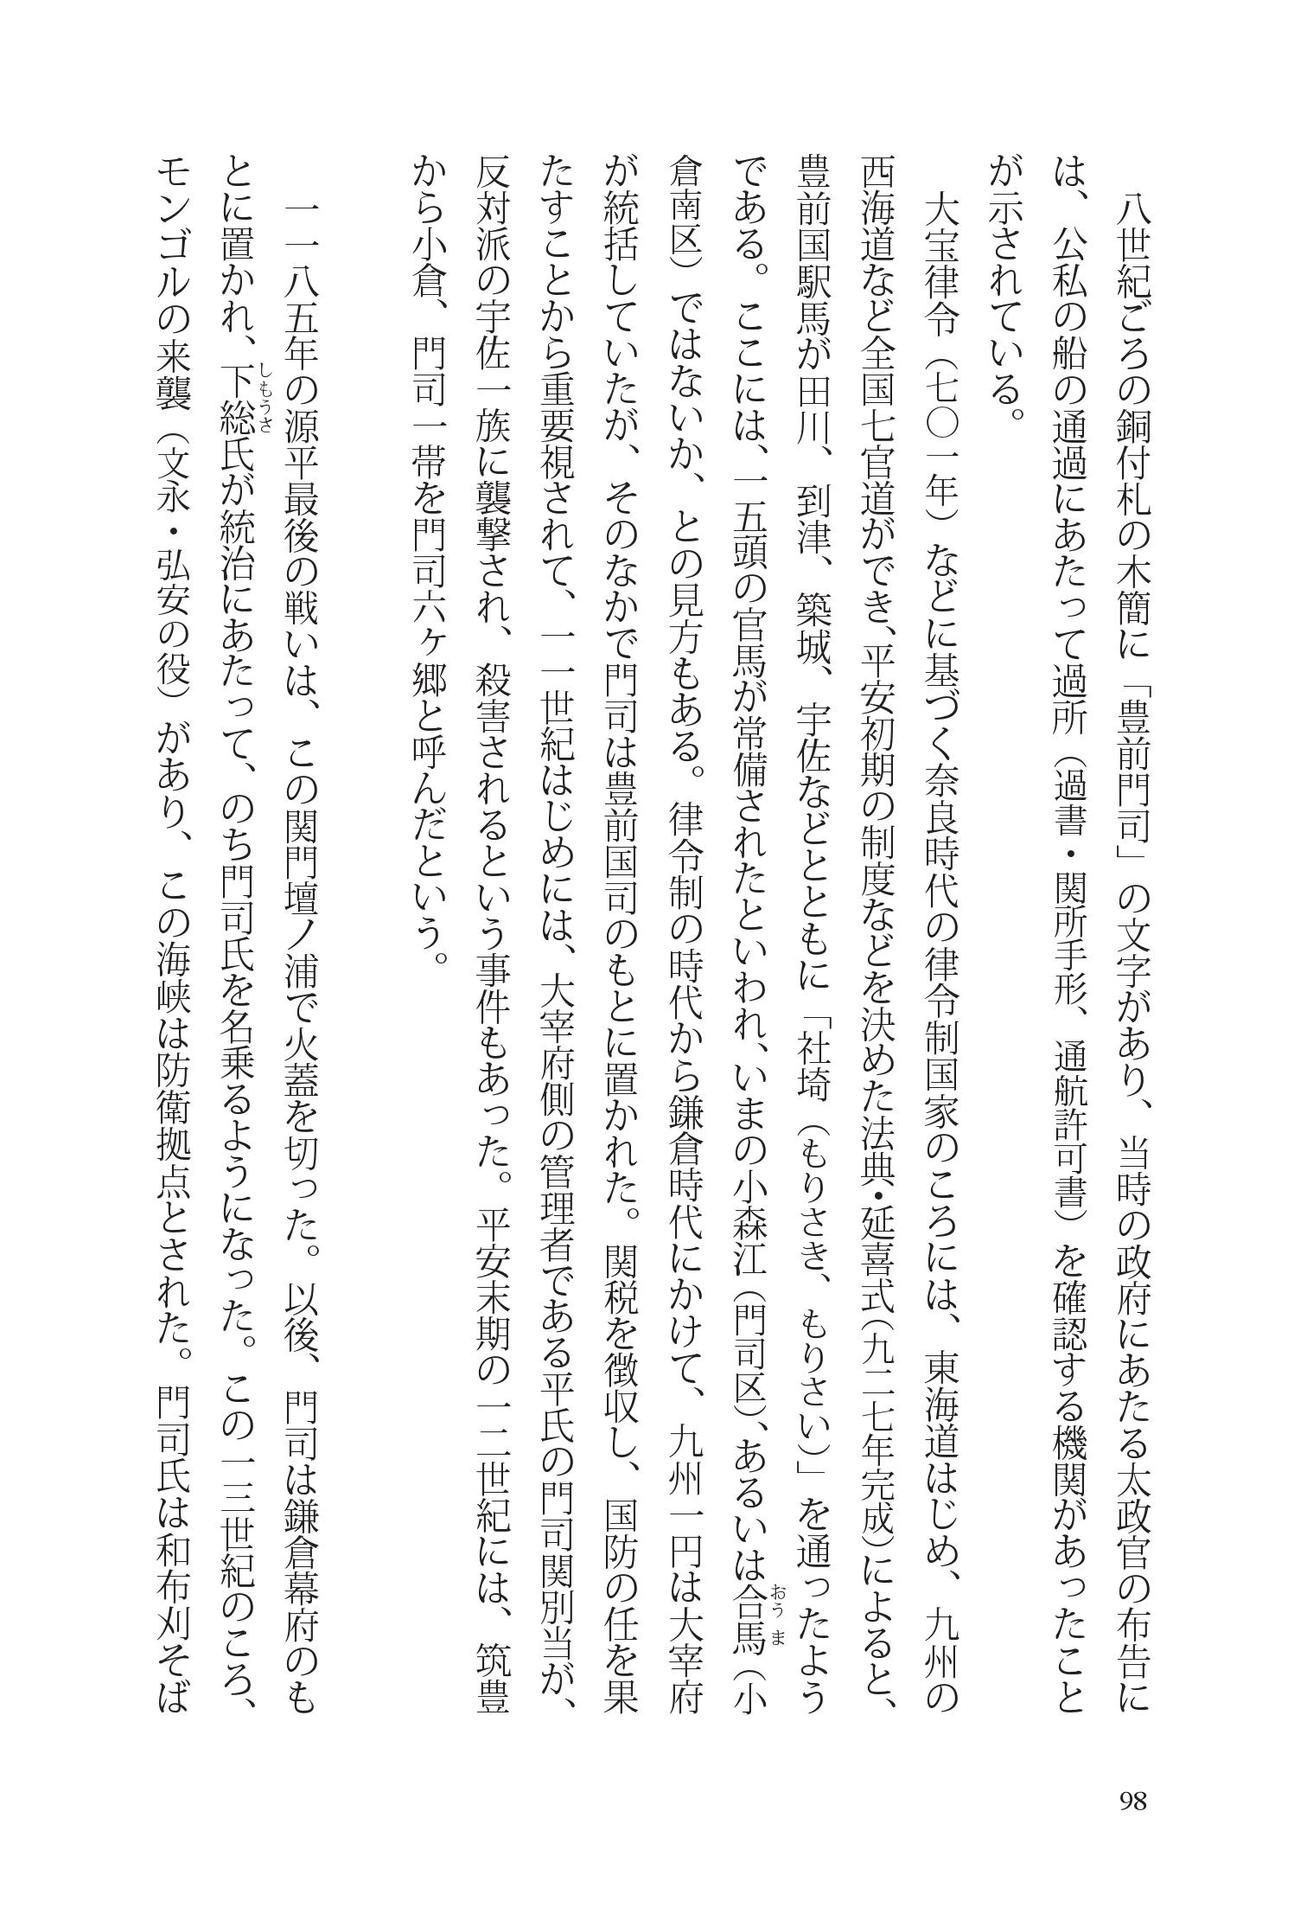 八世紀ごろの銅付札の木簡に「豊前門司」の文字があり、当時の政府にあたる太政官の布告に
は、公私の船の通過にあたって過所（過書・関所手形、通航許可書）を確認する機関があったこと
が示されている。
大宝律令（七〇一年）などに基づく奈良時代の律令制国家のころには、東海道はじめ、九州の
西海道など全国七官道ができ、平安初期の制度などを決めた法典・延喜式（九二七年完成）によると、
豊前国駅馬が田川、到津、築城、宇佐などとともに「社埼（もりさき、もりさい）」を通ったよう
である。ここには、一五頭の官馬が常備されたといわれ、いまの小森江（門司区）、あるいは合馬（小
おうま
倉南区）ではないか、との見方もある。律令制の時代から鎌倉時代にかけて、九州一円は大宰府
が統括していたが、そのなかで門司は豊前国司のもとに置かれた。関税を徴収し、国防の任を果
たすことから重要視されて、一一世紀はじめには、大宰府側の管理者である平氏の門司関別当が、
反対派の宇佐一族に襲撃され、殺害されるという事件もあった。平安末期の一二世紀には、筑豊
から小倉、門司一帯を門司六ヶ郷と呼んだという。
一一八五年の源平最後の戦いは、この関門壇ノ浦で火蓋を切った。以後、門司は鎌倉幕府のも
とに置かれ、下総氏が統治にあたって、のち門司氏を名乗るようになった。この一三世紀のころ、
しもうさ
モンゴルの来襲（文永・弘安の役）があり、この海峡は防衛拠点とされた。門司氏は和布刈そば
98